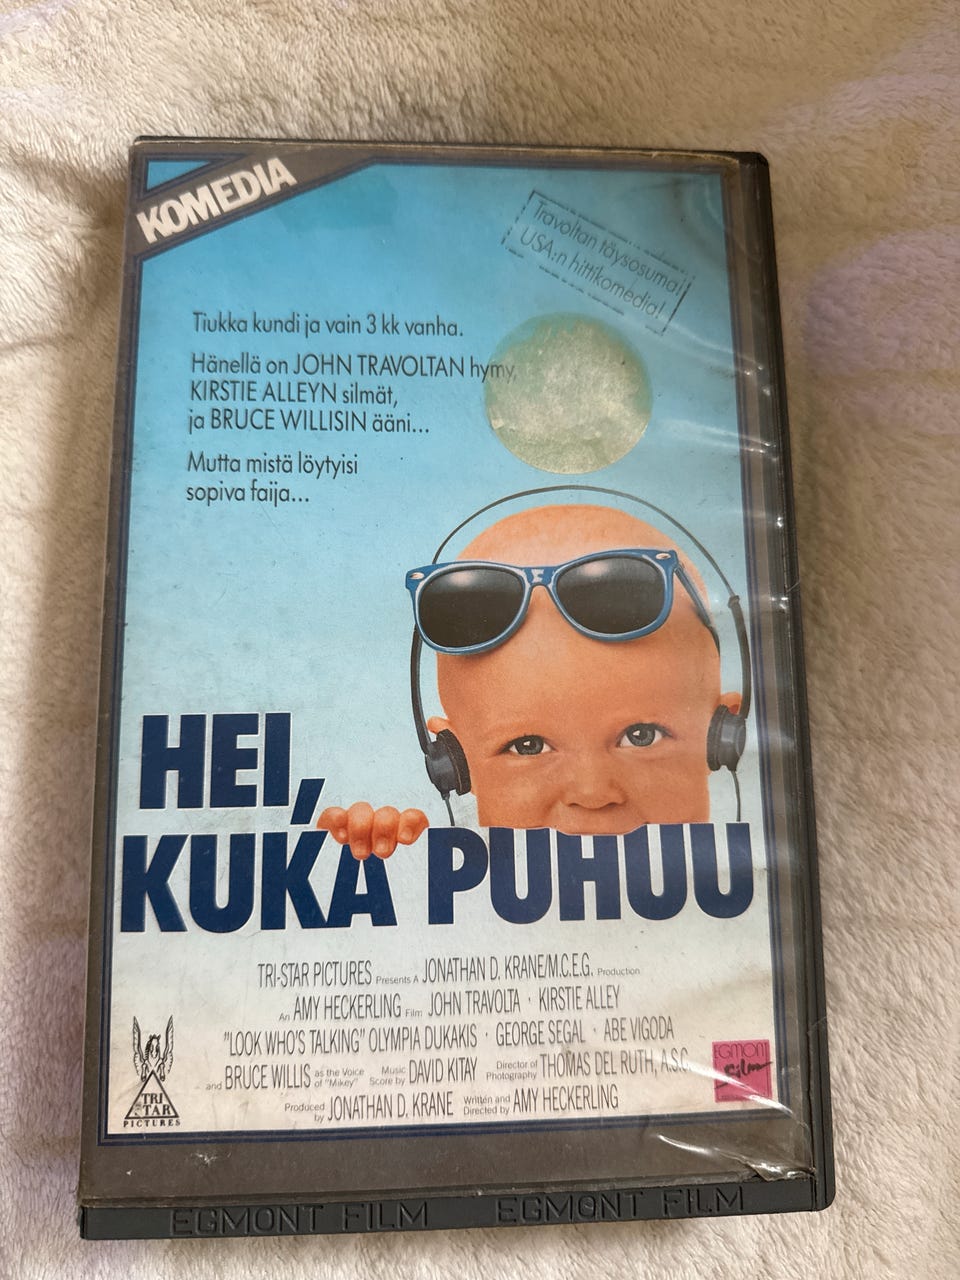 KOMEDIA
Travoltan täysosuma!
USA:n hittikomedia!
Tiukka kundi ja vain 3 kk vanha.
Hänellä on JOHN TRAVOLTAN hymy,
KIRSTIE ALLEYN silmät,
ja BRUCE WILLISIN ääni...
Mutta mistä löytyisi
sopiva faija...
HEI,
KUKA PUHUU
TRI-STAR PICTURES Presents A JONATHAN D. KRANE/M.C.E.G. Production
An AMY HECKERLING Film JOHN TRAVOLTA · KIRSTIE ALLEY
"LOOK WHO'S TALKING" OLYMPIA DUKAKIS · GEORGE SEGAL · ABE VIGODA
and BRUCE WILLIS as the Voice of "Mikey" Music Score by DAVID KITAY Director of Photography THOMAS DEL RUTH, A.S.C.
Produced by JONATHAN D. KRANE Written and Directed by AMY HECKERLING
TRI
STAR
PICTURES
EGMONT
film
EGMONT FILM EGMONT FILM